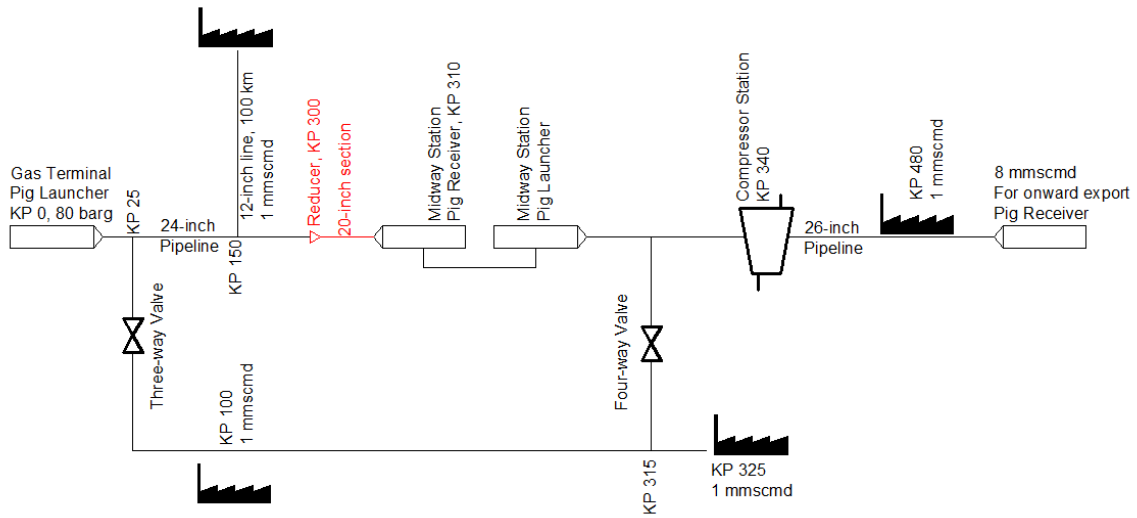 Gas Terminal
Pig Launcher
KP 0, 80 barg
KP 25
24-inch
Pipeline
12-inch line, 100 km
1 mmscmd
KP 150
Reducer, KP 300
20-inch section
Midway Station
Pig Receiver, KP 310
Midway Station
Pig Launcher
Compressor Station
KP 340
26-inch
Pipeline
KP 480
1 mmscmd
8 mmscmd
For onward export
Pig Receiver
Three-way Valve
Four-way Valve
KP 100
1 mmscmd
KP 315
KP 325
1 mmscmd